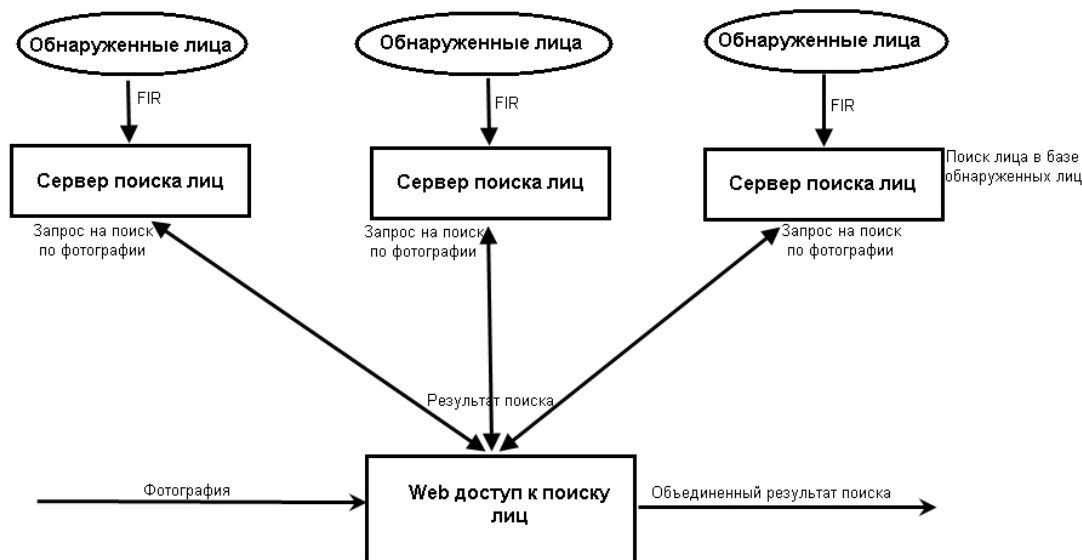 Обнаруженные лица
Обнаруженные лица
Обнаруженные лица
FIR
FIR
FIR
Сервер поиска лиц
Сервер поиска лиц
Сервер поиска лиц
Поиск лица в базе
обнаруженных лиц
Запрос на поиск
по фотографии
Запрос на поиск
по фотографии
Запрос на поиск
по фотографии
Результат поиска
Фотография
Web доступ к поиску
лиц
Объединенный результат поиска